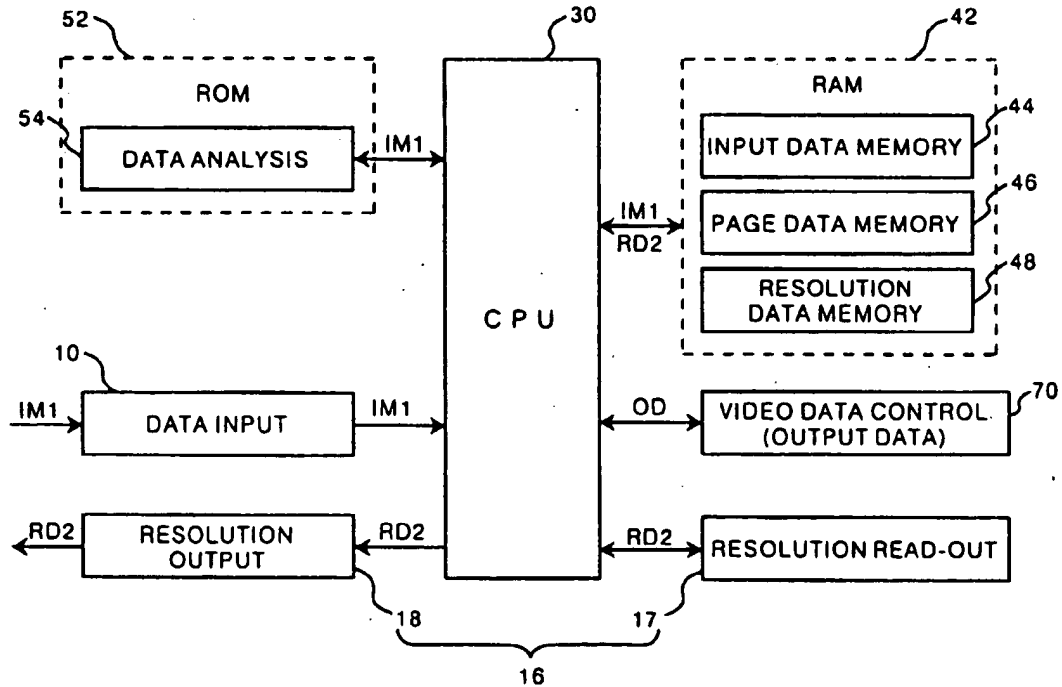 52
30
42
ROM
RAM
54
DATA ANALYSIS
IM1
INPUT DATA MEMORY
44
IM1
RD2
PAGE DATA MEMORY
46
RESOLUTION
DATA MEMORY
48
CPU
10
IM1
DATA INPUT
IM1
OD
VIDEO DATA CONTROL
(OUTPUT DATA)
70
RD2
RESOLUTION
OUTPUT
RD2
RD2
RESOLUTION READ-OUT
18
17
16